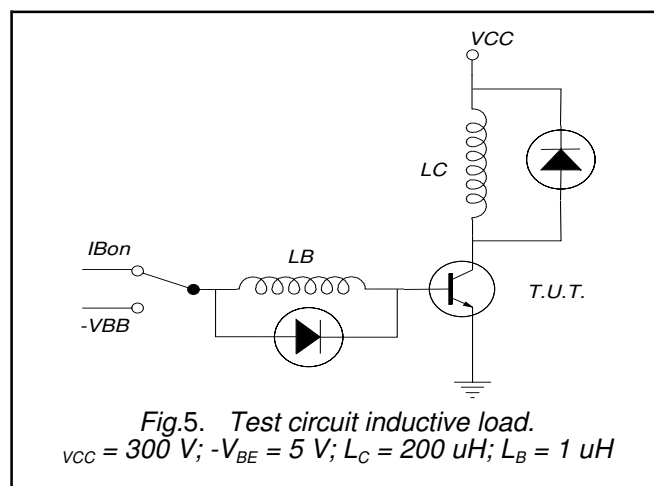 VCC
LC
IBon
LB
-VBB
T.U.T.
Fig.5. Test circuit inductive load.
VCC = 300 V; -VBE = 5 V; LC = 200 uH; LB = 1 uH